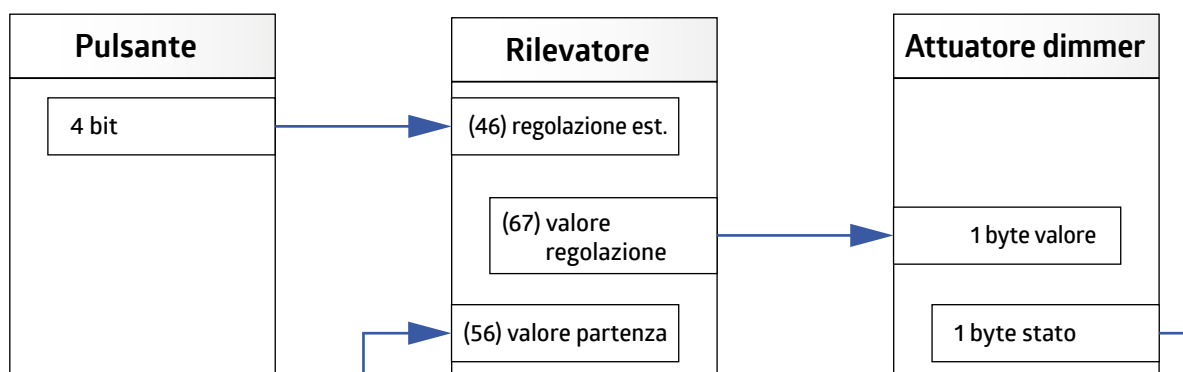 Pulsante
Rilevatore
Attuatore dimmer
4 bit
(46) regolazione est.
(67) valore
regolazione
1 byte valore
(56) valore partenza
1 byte stato